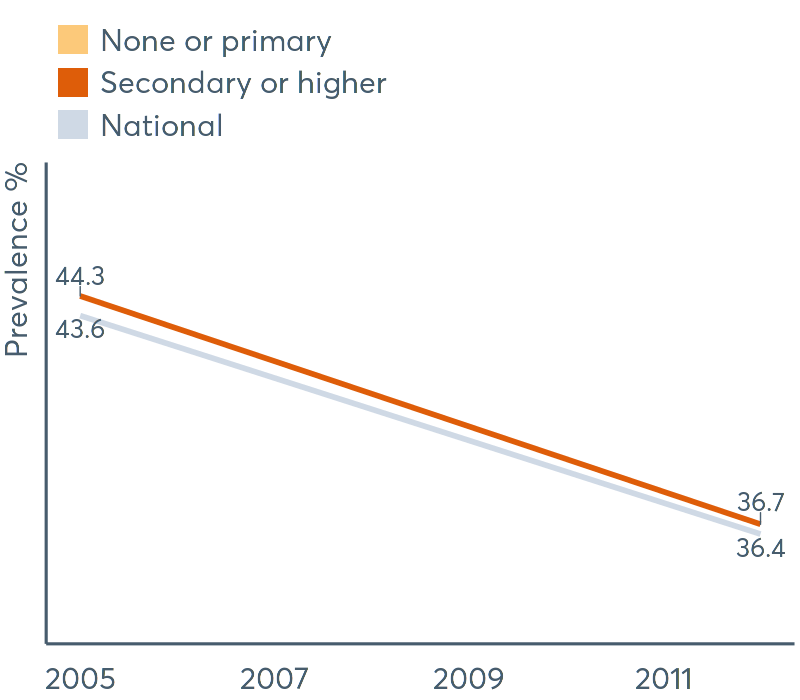 None or primary
Secondary or higher
National
Prevalence %
44.3
43.6
36.7
36.4
2005 2007 2009 2011